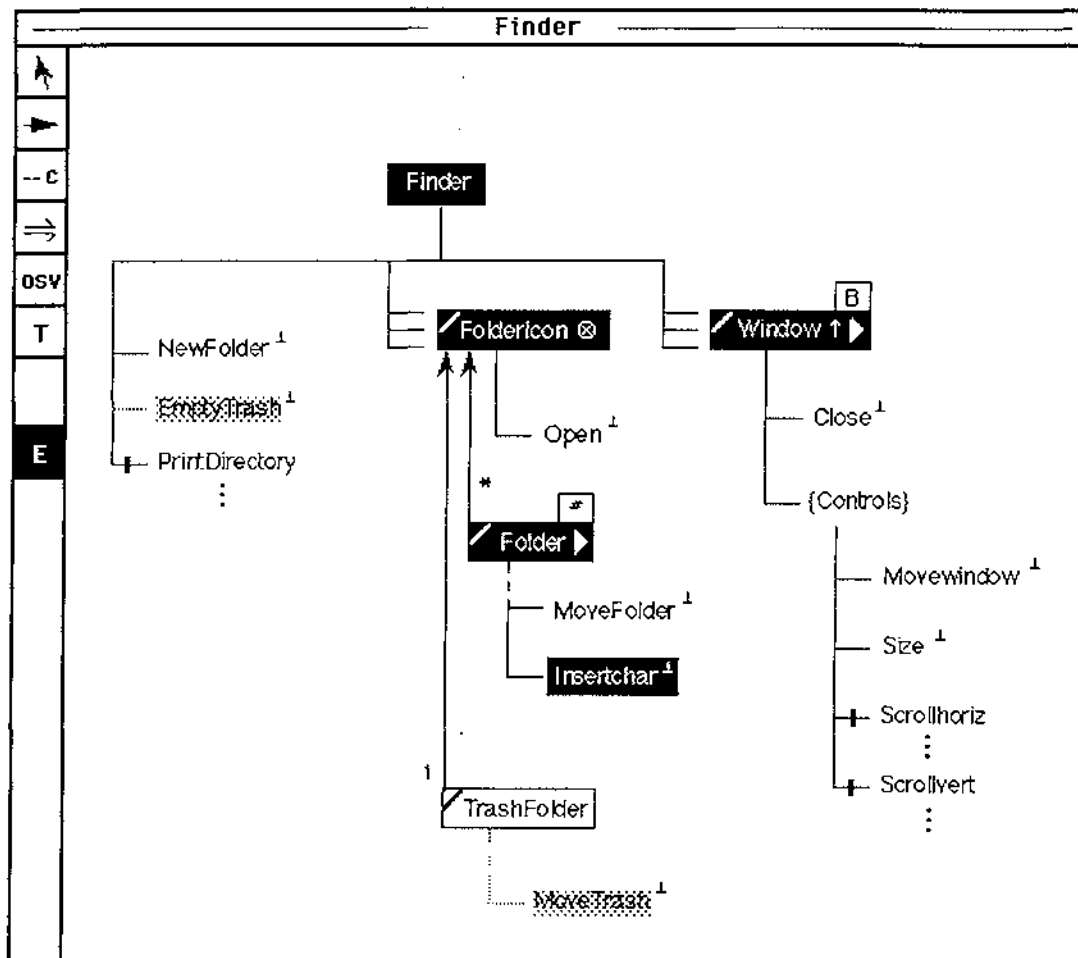 Finder
--C
OSV
T
E
Finder
NewFolder ⊥
EmptyTrash ⊥
PrintDirectory
⋮
Foldericon ⊗
Open ⊥
*
#
Folder ▶
MoveFolder ⊥
Insertchar
1
TrashFolder
MoveTrash ⊥
B
Window ↑ ▶
Close ⊥
{Controls}
Movewindow ⊥
Size ⊥
Scrollhoriz
⋮
Scrollvert
⋮